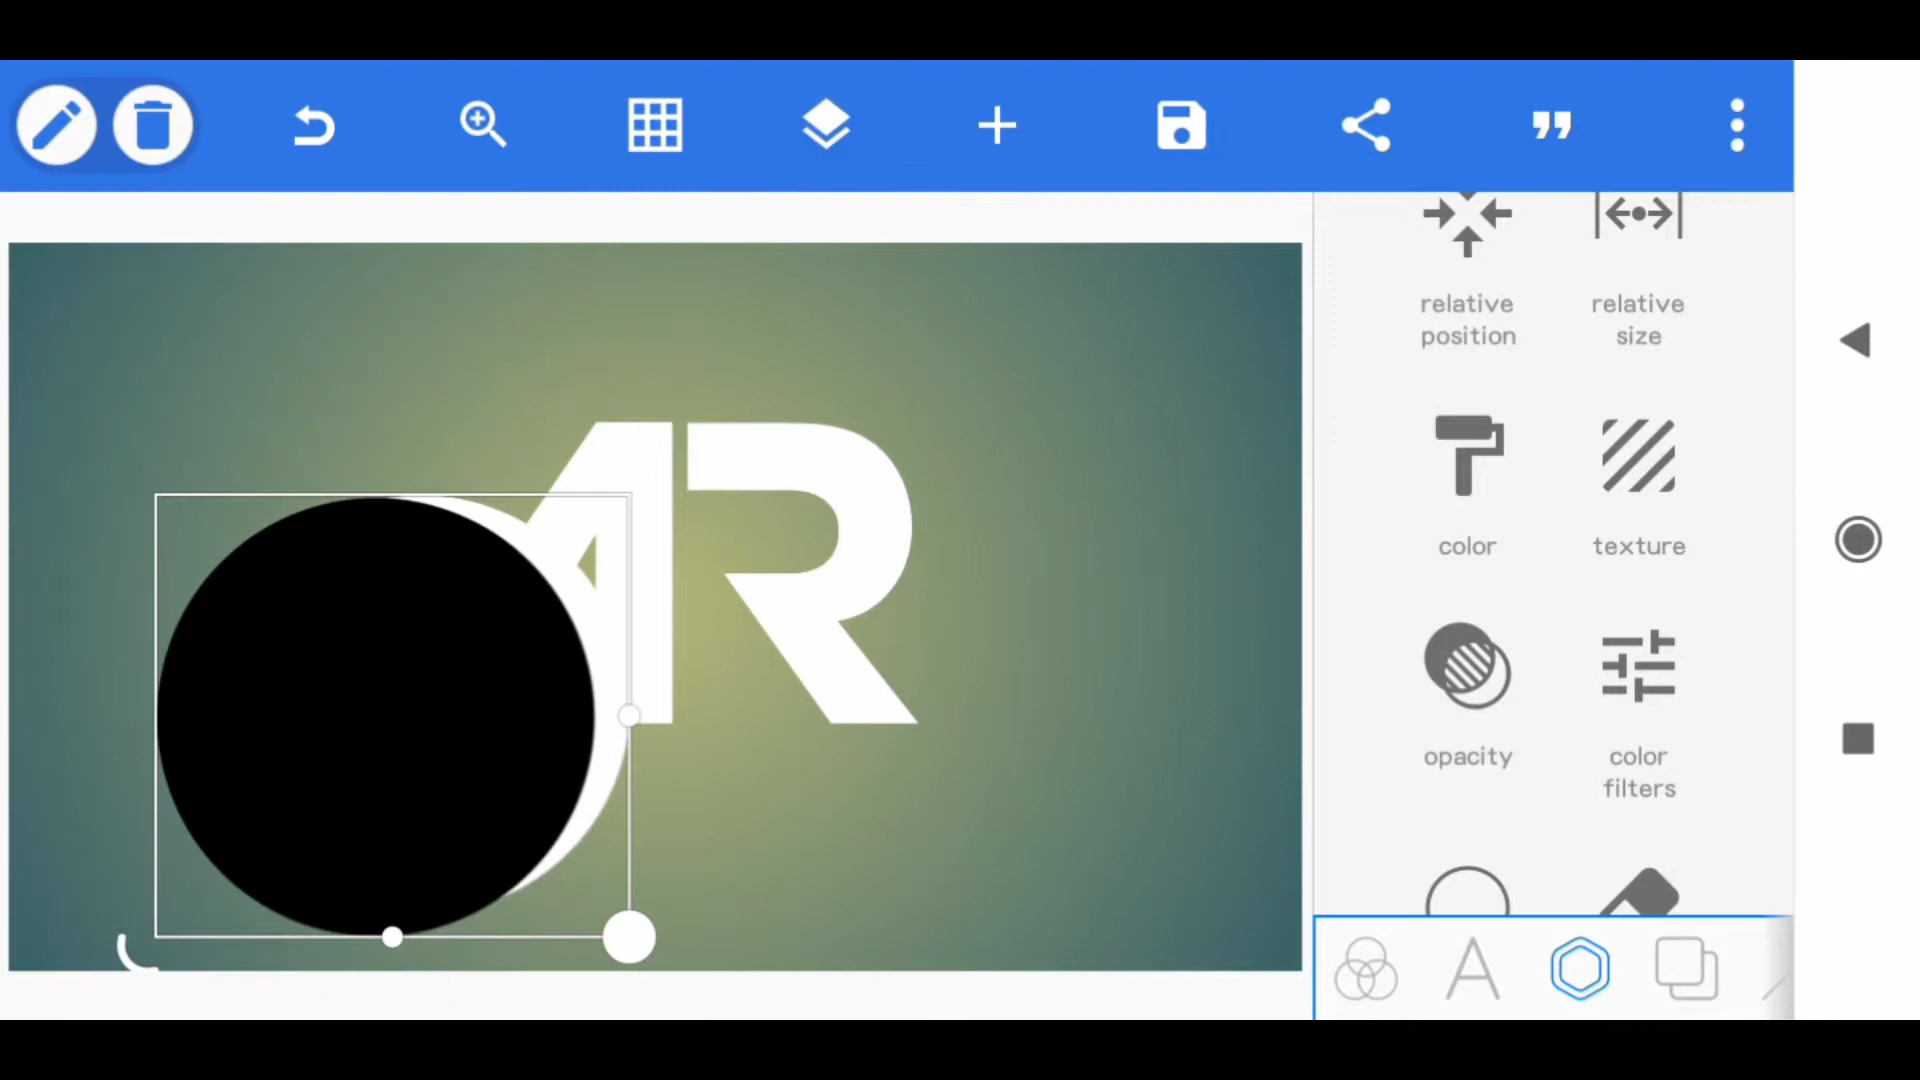 relative
position
relative
size
AR
color
texture
opacity
color
filters